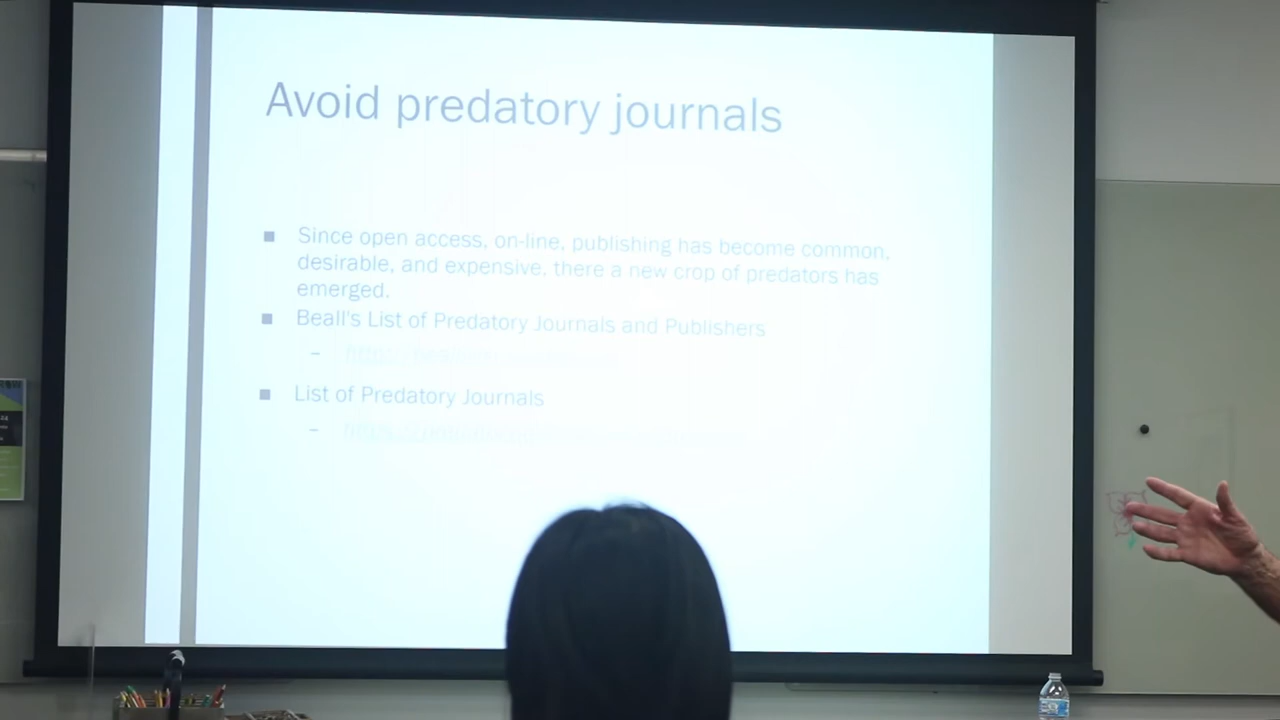 Avoid predatory journals
Since open access, on-line, publishing has become common,
desirable, and expensive. there a new crop of predators has
emerged.
Beall's List of Predatory Journals and Publishers
List of Predatory Journals